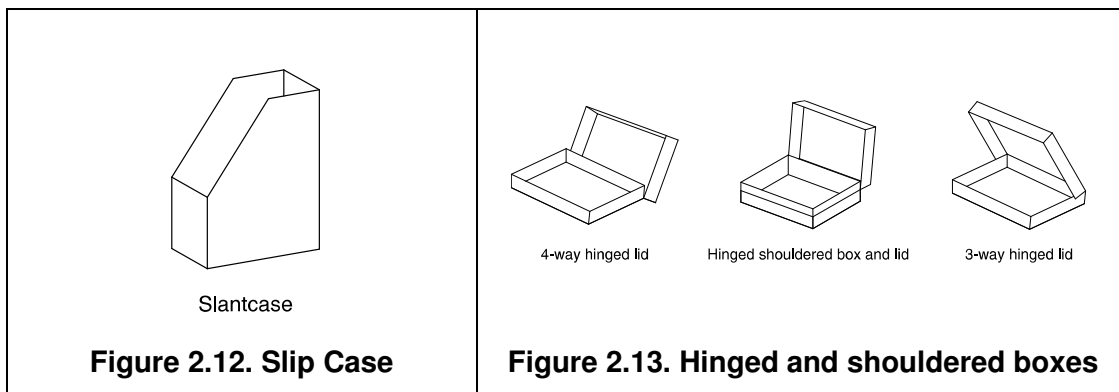 Slantcase
Figure 2.12. Slip Case
4-way hinged lid
Hinged shouldered box and lid
3-way hinged lid
Figure 2.13. Hinged and shouldered boxes